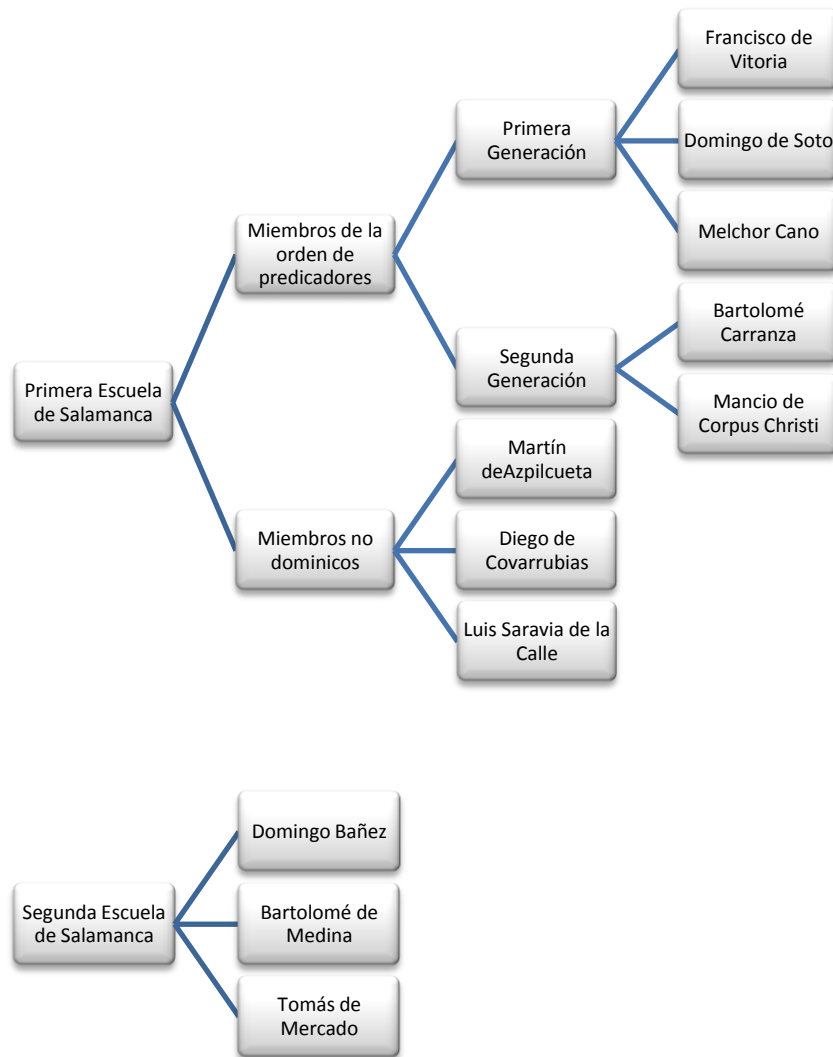 Primera Escuela
de Salamanca
Miembros de la
orden de
predicadores
Primera
Generación
Francisco de
Vitoria
Domingo de Soto
Melchor Cano
Segunda
Generación
Bartolomé
Carranza
Mancio de
Corpus Christi
Miembros no
dominicos
Martín
deAzpilcueta
Diego de
Covarrubias
Luis Saravia de la
Calle
Segunda Escuela
de Salamanca
Domingo Bañez
Bartolomé de
Medina
Tomás de
Mercado